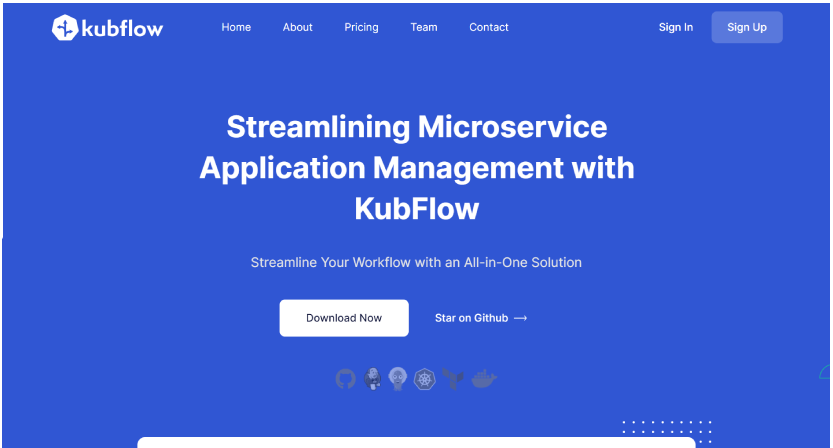 kubflow
Home
About
Pricing
Team
Contact
Sign In
Sign Up
Streamlining Microservice
Application Management with
KubFlow
Streamline Your Workflow with an All-in-One Solution
Download Now
Star on Github